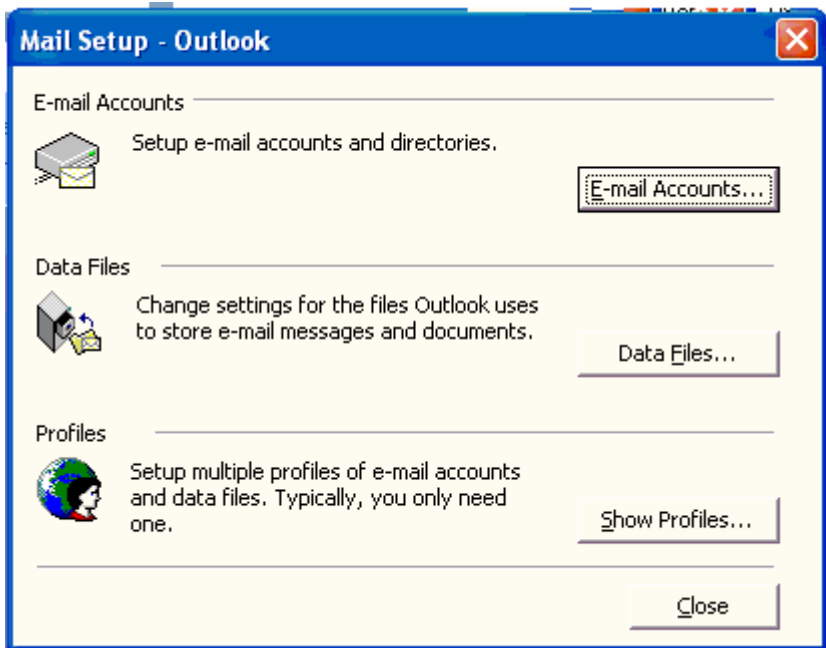 Mail Setup - Outlook
E-mail Accounts
Setup e-mail accounts and directories.
E-mail Accounts...
Data Files
Change settings for the files Outlook uses
to store e-mail messages and documents.
Data Files...
Profiles
Setup multiple profiles of e-mail accounts
and data files. Typically, you only need
one.
Show Profiles...
Close